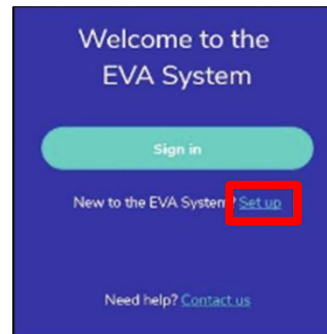 Welcome to the
EVA System
Sign in
New to the EVA System? Set up
Need help? Contact us